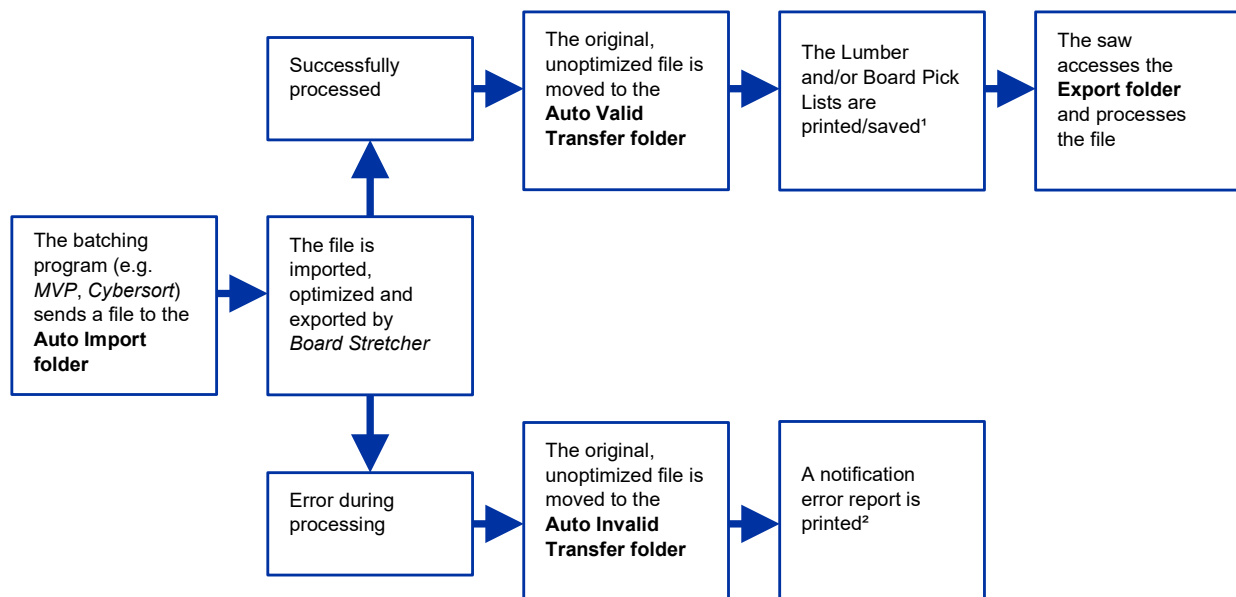 Successfully
processed
The original,
unoptimized file is
moved to the
Auto Valid
Transfer folder
The Lumber
and/or Board Pick
Lists are
printed/saved¹
The saw
accesses the
Export folder
and processes
the file
The batching
program (e.g.
MVP, Cybersort)
sends a file to the
Auto Import
folder
The file is
imported,
optimized and
exported by
Board Stretcher
Error during
processing
The original,
unoptimized file is
moved to the
Auto Invalid
Transfer folder
A notification
error report is
printed²